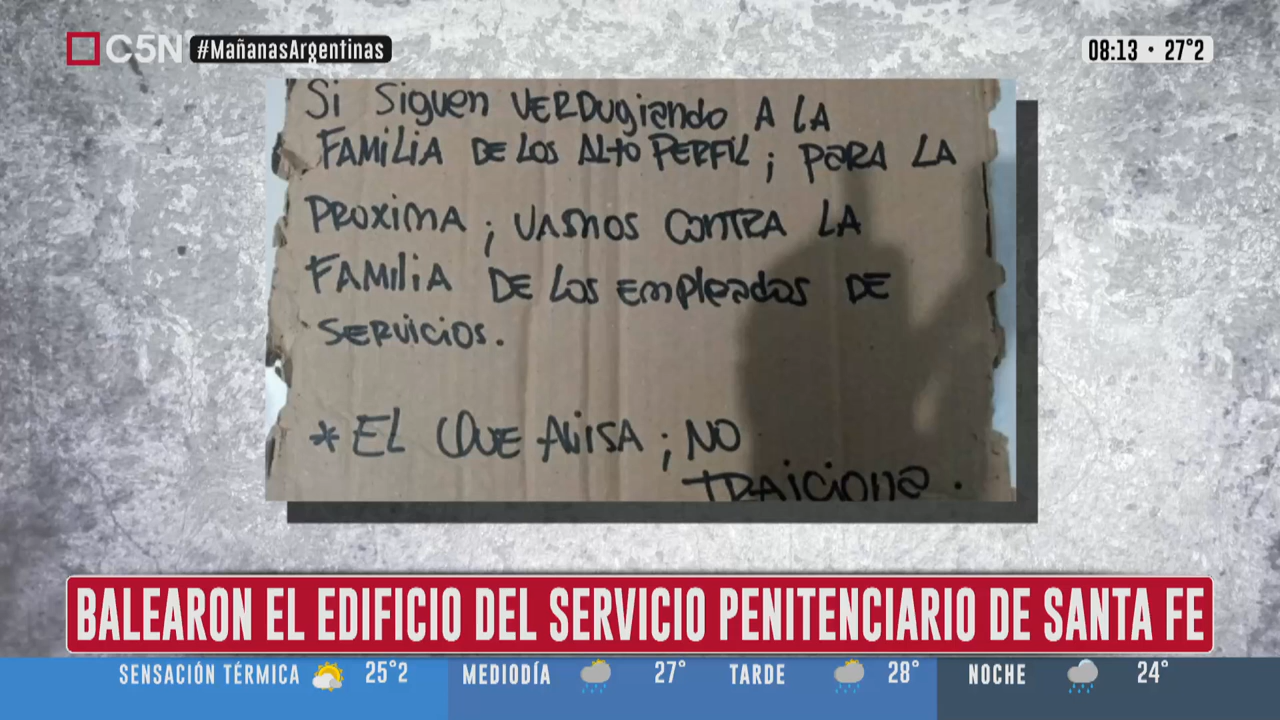 C5N #MañanasArgentinas
08:13 • 27°2
Si Siguen VERDugiando A LA
FAMiLiA DE LOS ALtO PERFiL; PARA LA
PROXIMA; VAMOS CONTRA LA
FAMiLiA DE LOS EmpLeados DE
SERViCiOS.
* EL QUE AViSA; NO
TRAiCiona.
BALEARON EL EDIFICIO DEL SERVICIO PENITENCIARIO DE SANTA FE
SENSACIÓN TÉRMICA 25°2 MEDIODÍA 27° TARDE 28° NOCHE 24°